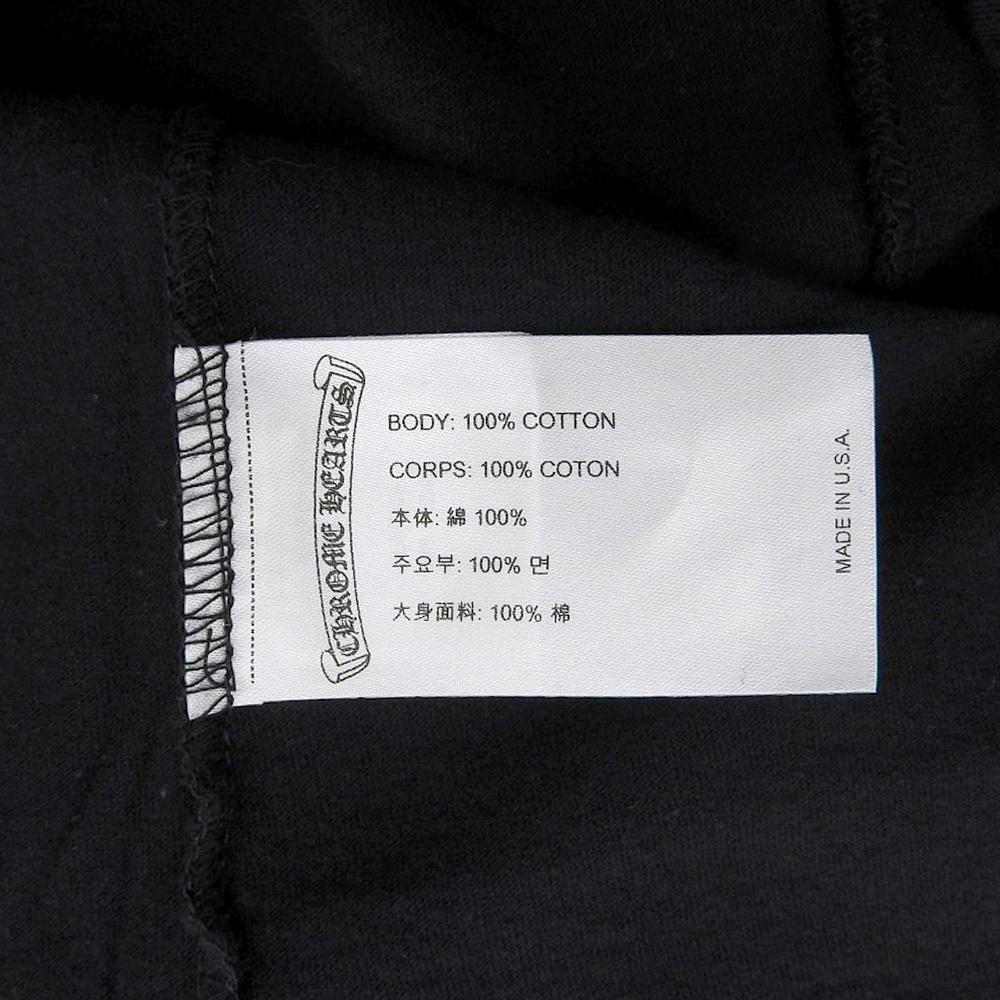 CHROME HEARTS
BODY: 100% COTTON
CORPS: 100% COTON
本体: 綿 100%
주요부: 100% 면
大身面料: 100% 棉
MADE IN U.S.A.